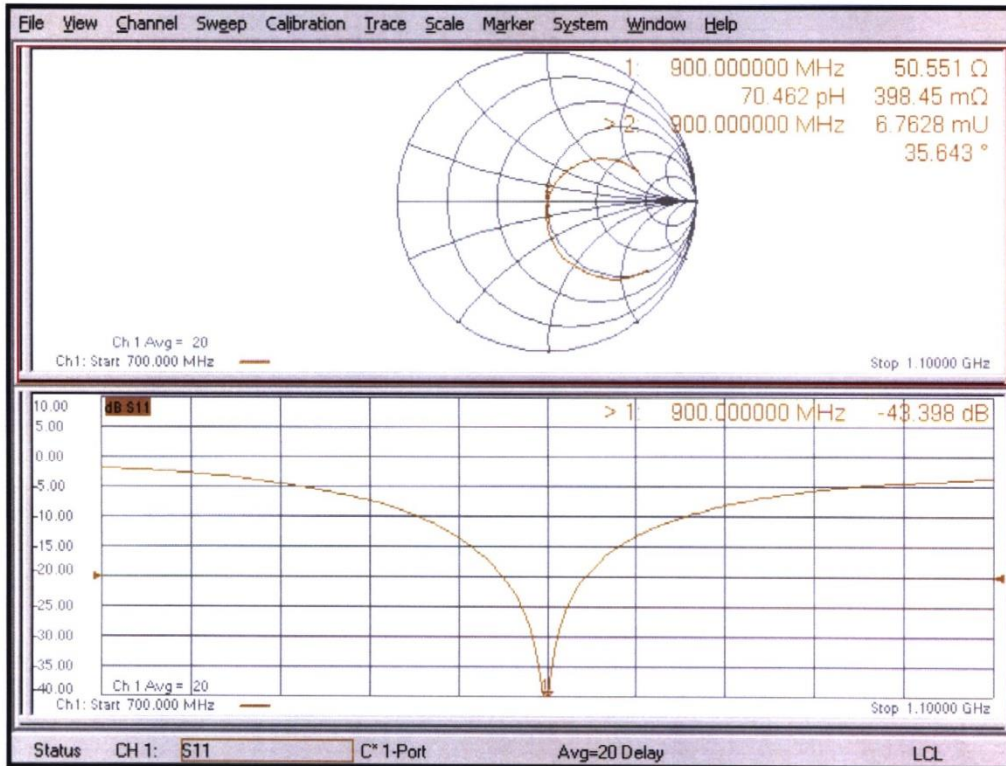 File View Channel Sweep Calibration Trace Scale Marker System Window Help
1: 900.000000 MHz 50.551 Ω
70.462 pH 398.45 mΩ
> 2: 900.000000 MHz 6.7628 mU
35.643 °
Ch 1 Avg = 20
Ch1: Start 700.000 MHz Stop 1.10000 GHz
10.00 dB S11 > 1: 900.000000 MHz -43.398 dB
5.00
0.00
-5.00
-10.00
-15.00
-20.00
-25.00
-30.00
-35.00
-40.00 Ch 1 Avg = 20 1
Ch1: Start 700.000 MHz Stop 1.10000 GHz
Status CH 1: S11 C* 1-Port Avg=20 Delay LCL